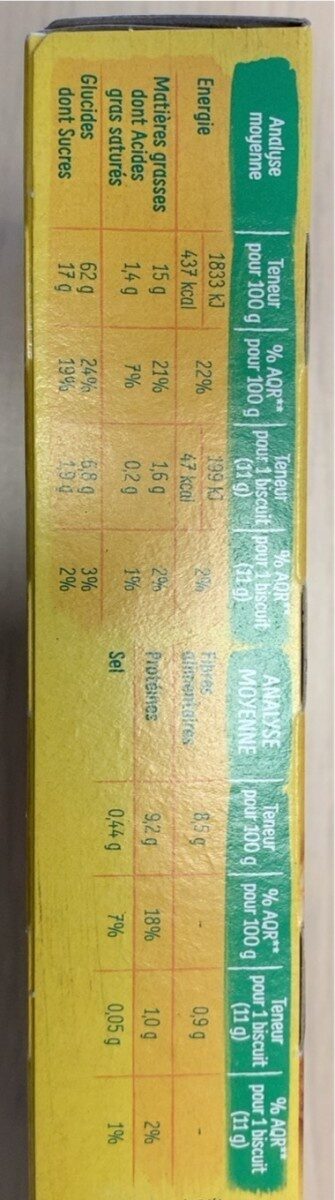 Analyse moyenne | Teneur pour 100 g | % AQR** pour 100 g | Teneur pour 1 biscuit (11 g) | % AQR** pour 1 biscuit (11 g)
Energie | 1833 kJ 437 kcal | 22% | 199 kJ 47 kcal | 2%
Matières grasses | 15 g | 21% | 1,6 g | 2%
dont Acides gras saturés | 1,4 g | 7% | 0,2 g | 1%
Glucides | 62 g | 24% | 6,8 g | 3%
dont Sucres | 17 g | 19% | 1,9 g | 2%
ANALYSE MOYENNE | Teneur pour 100 g | % AQR** pour 100 g | Teneur pour 1 biscuit (11 g) | % AQR** pour 1 biscuit (11 g)
Fibres alimentaires | 8,5 g | - | 0,9 g | -
Protéines | 9,2 g | 18% | 1,0 g | 2%
Sel | 0,44 g | 7% | 0,05 g | 1%